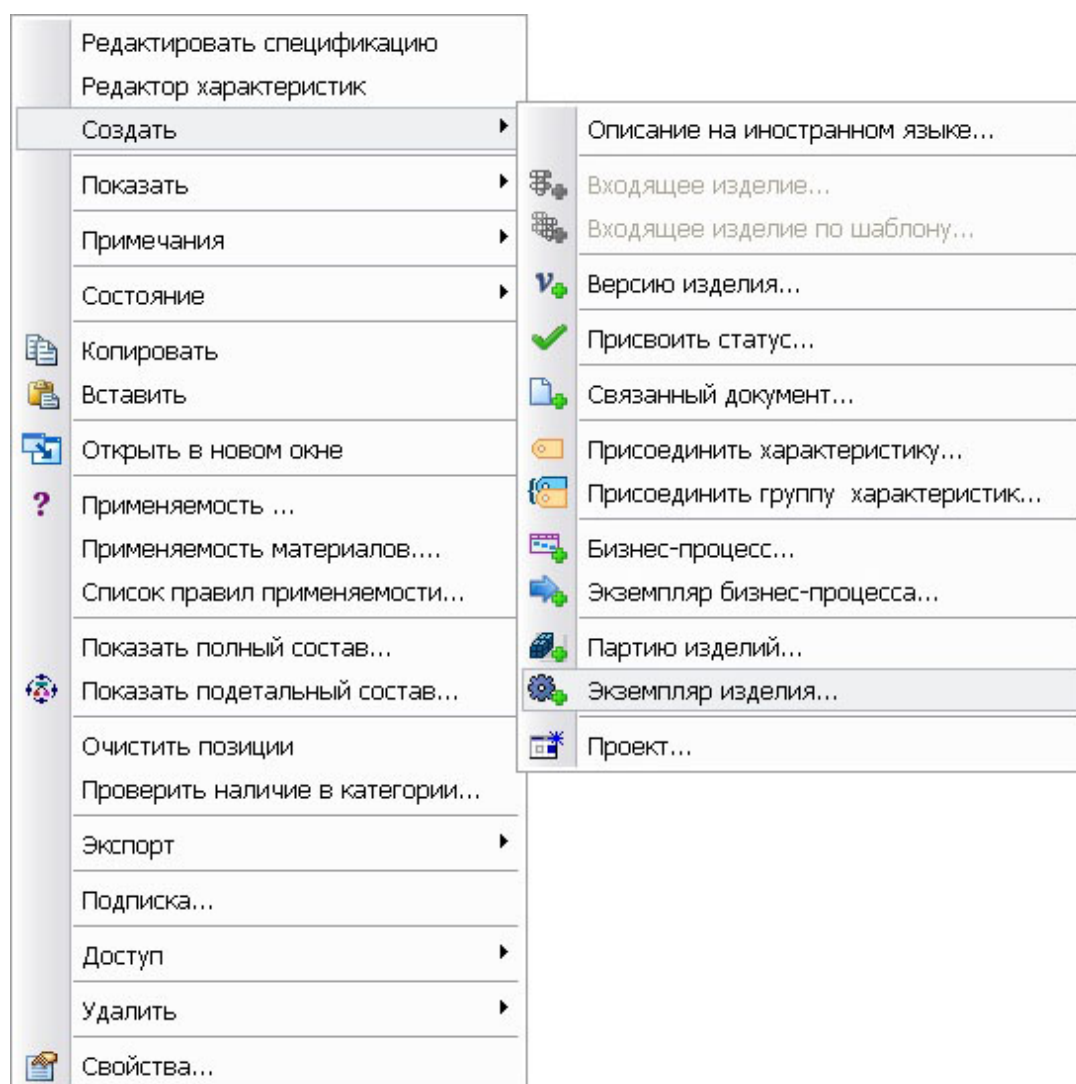 Редактировать спецификацию
Редактор характеристик
Создать
Показать
Примечания
Состояние
Копировать
Вставить
Открыть в новом окне
Применяемость ...
Применяемость материалов....
Список правил применяемости...
Показать полный состав...
Показать подетальный состав...
Очистить позиции
Проверить наличие в категории...
Экспорт
Подписка...
Доступ
Удалить
Свойства...
Описание на иностранном языке...
Входящее изделие...
Входящее изделие по шаблону...
Версию изделия...
Присвоить статус...
Связанный документ...
Присоединить характеристику...
Присоединить группу  характеристик...
Бизнес-процесс...
Экземпляр бизнес-процесса...
Партию изделий...
Экземпляр изделия...
Проект...